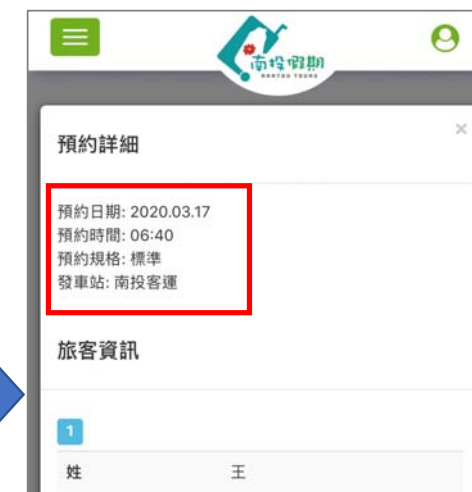 南投假期
NANTOU TOURS
×
預約詳細
預約日期: 2020.03.17
預約時間: 06:40
預約規格: 標準
發車站: 南投客運
旅客資訊
1
姓 王